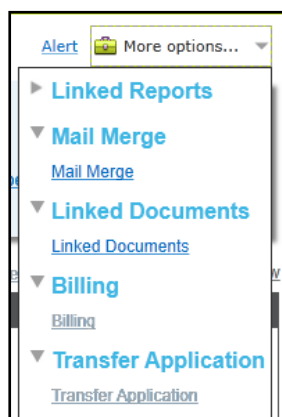 Alert More options...
Linked Reports
Mail Merge
Mail Merge
Linked Documents
Linked Documents
Billing
Billing
Transfer Application
Transfer Application